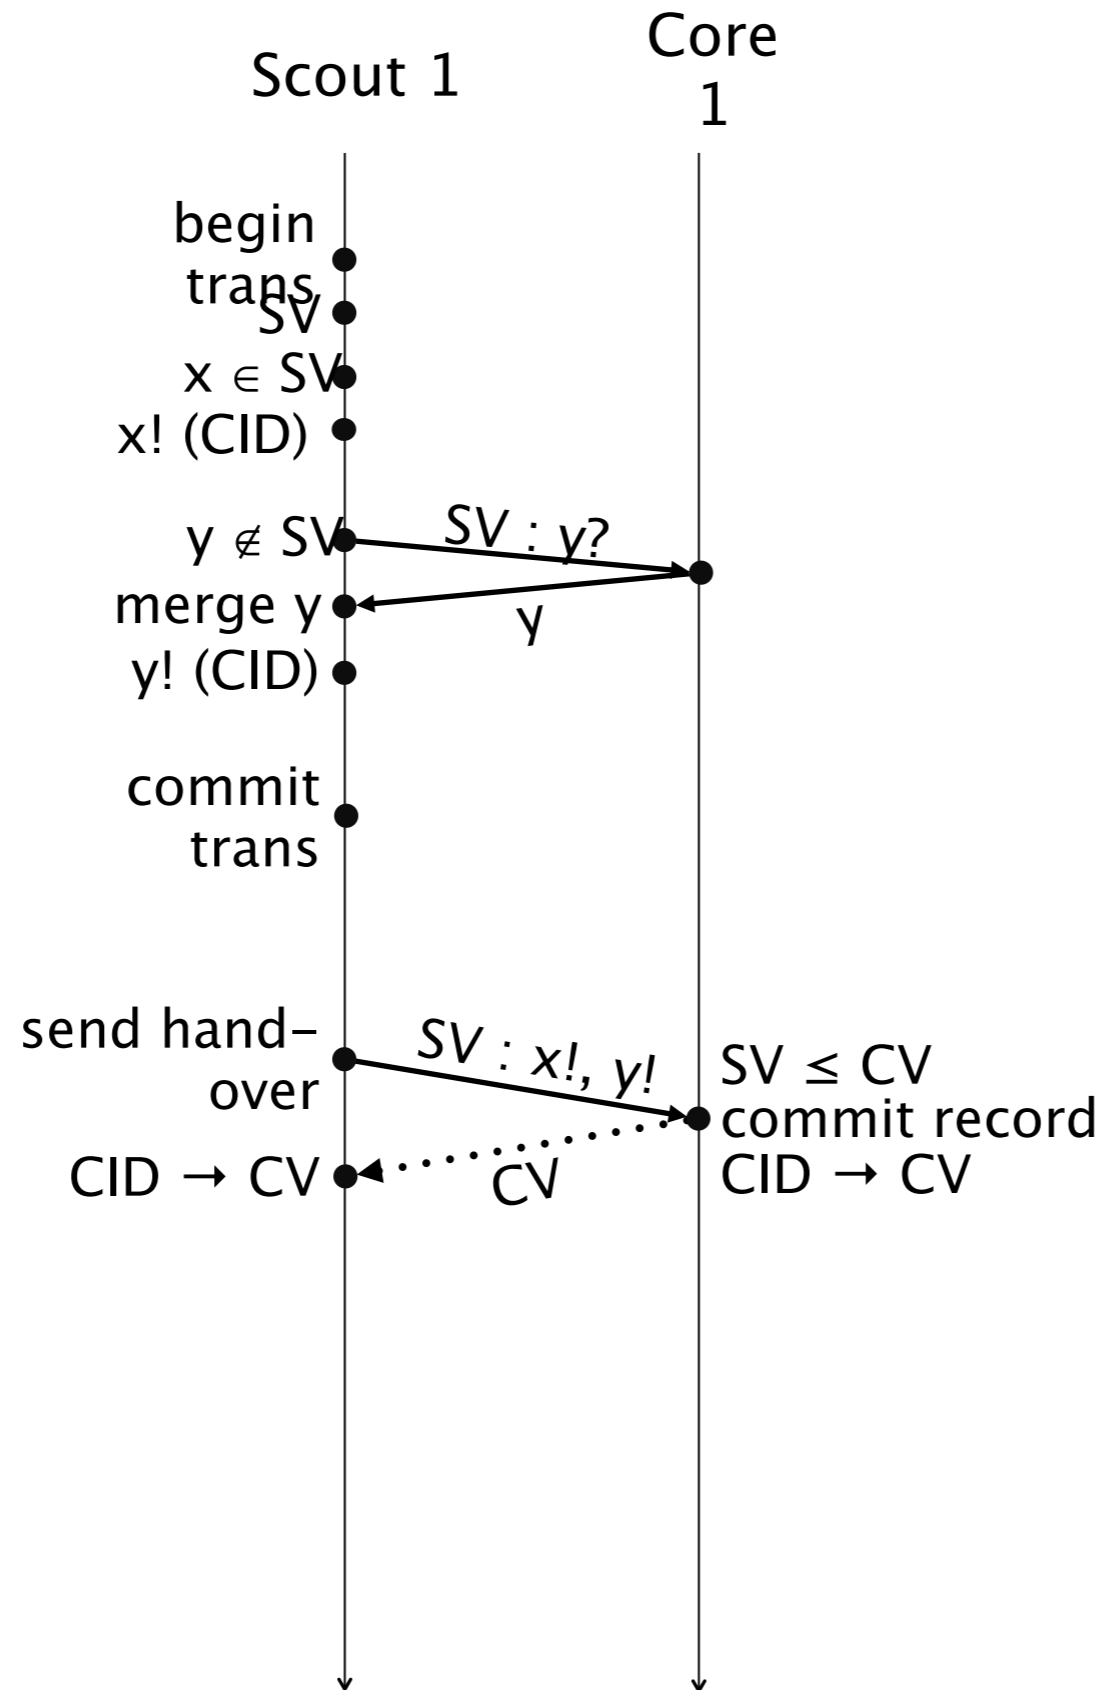 Scout 1
Core
1
begin
trans
SV
x ∈ SV
x! (CID)
y ∉ SV
SV : y?
merge y
y
y! (CID)
commit
trans
send hand–
over
SV : x!, y!
SV ≤ CV
commit record
CID → CV
CID → CV
CV